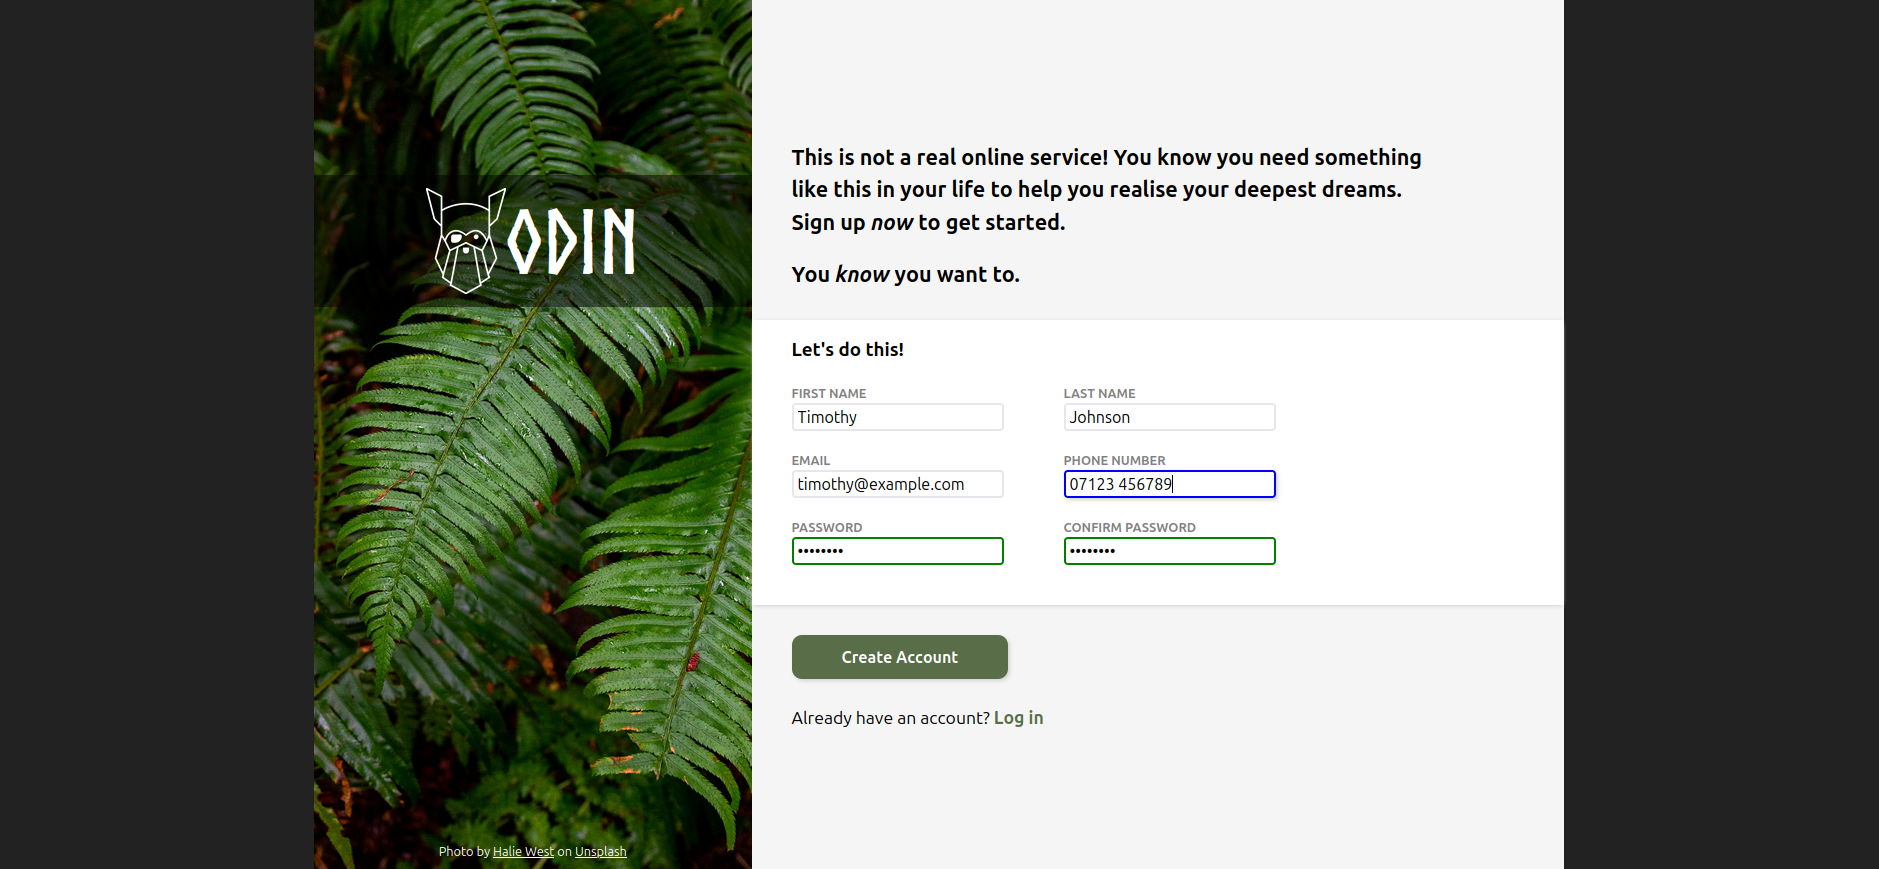 ODIN
Photo by Halie West on Unsplash
This is not a real online service! You know you need something
like this in your life to help you realise your deepest dreams.
Sign up now to get started.
You know you want to.
Let's do this!
FIRST NAME
Timothy
LAST NAME
Johnson
EMAIL
timothy@example.com
PHONE NUMBER
07123 456789
PASSWORD
••••••••
CONFIRM PASSWORD
••••••••
Create Account
Already have an account? Log in